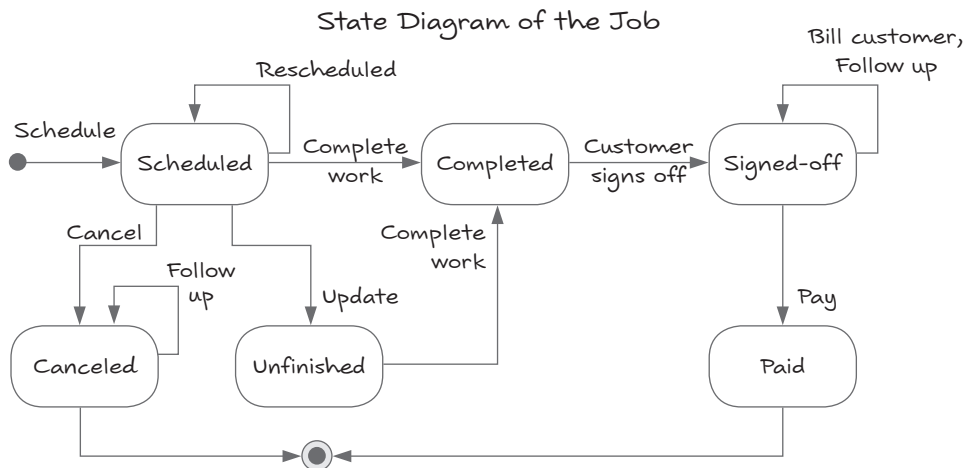 State Diagram of the Job
Bill customer,
Follow up
Rescheduled
Schedule
Scheduled
Complete
work
Completed
Customer
signs off
Signed-off
Cancel
Complete
work
Follow
up
Update
Pay
Canceled
Unfinished
Paid